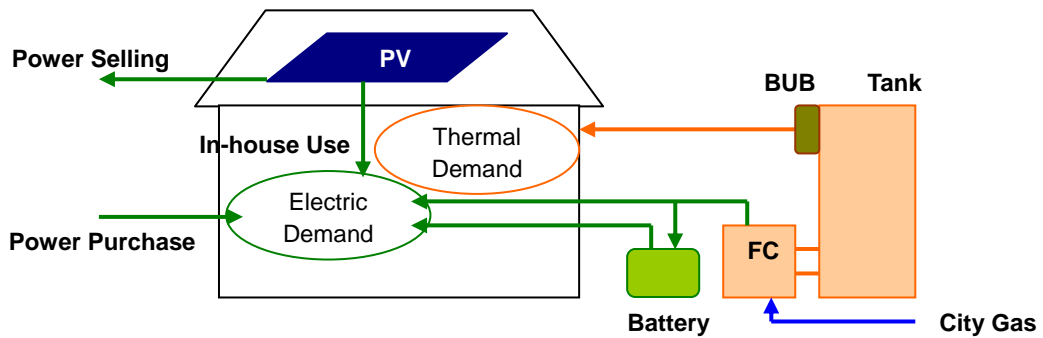 Power Selling
PV
BUB
Tank
In-house Use
Thermal
Demand
Electric
Demand
Power Purchase
FC
Battery
City Gas